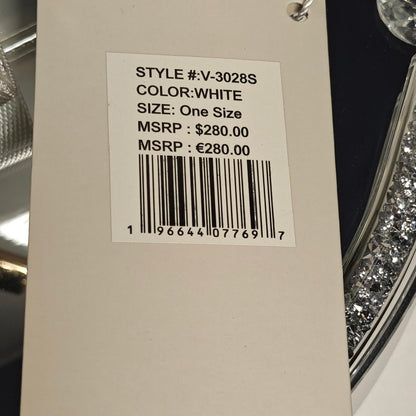 STYLE #:V-3028S
COLOR:WHITE
SIZE: One Size
MSRP : $280.00
MSRP : €280.00
1 96644 07769 7